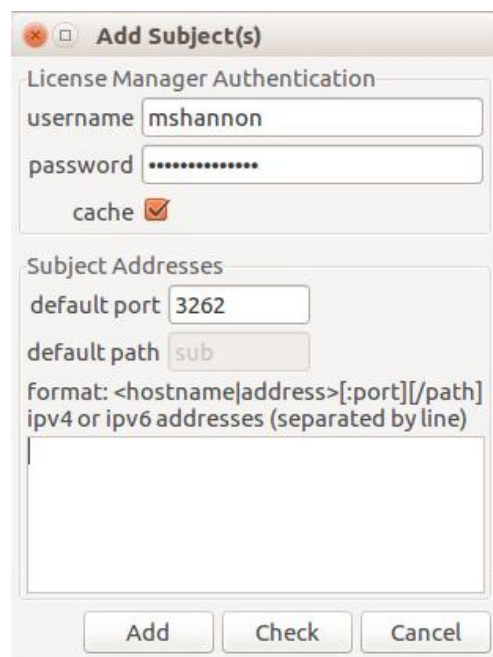 Add Subject(s)
License Manager Authentication
username mshannon
password ••••••••••••••
cache
Subject Addresses
default port 3262
default path sub
format: <hostname|address>[:port][/path]
ipv4 or ipv6 addresses (separated by line)
Add Check Cancel